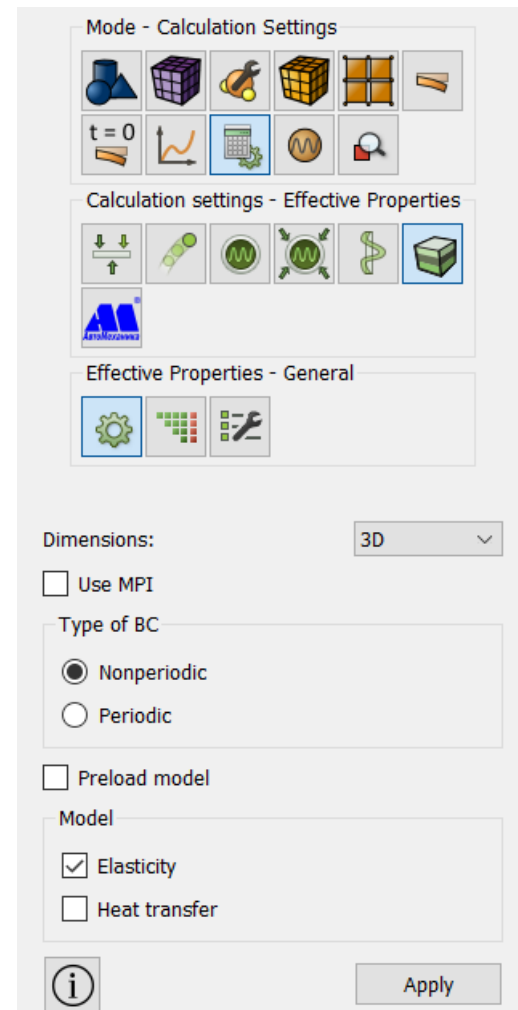 Mode - Calculation Settings
t = 0
Calculation settings - Effective Properties
АвтоМеханика
Effective Properties - General
Dimensions:
3D
Use MPI
Type of BC
Nonperiodic
Periodic
Preload model
Model
Elasticity
Heat transfer
i
Apply